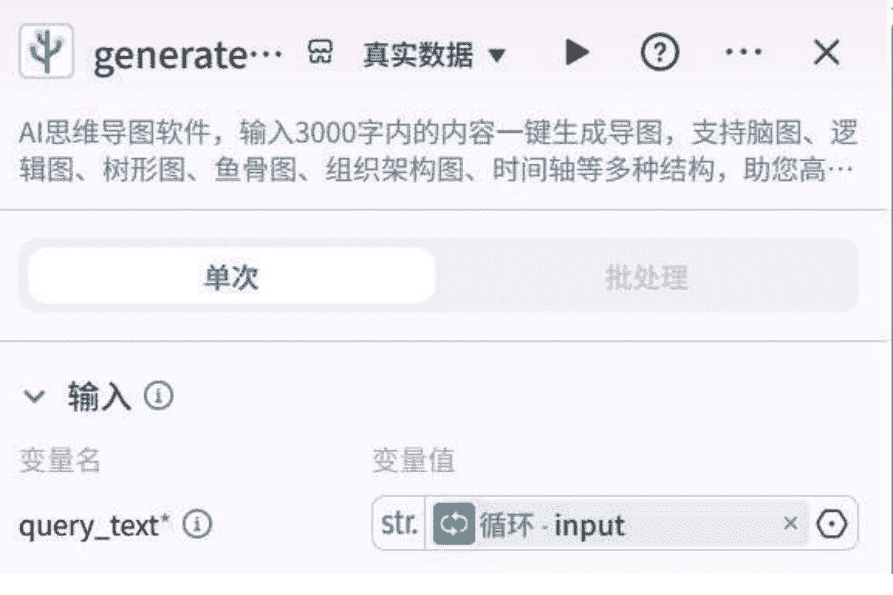 generate… 真实数据
AI思维导图软件，输入3000字内的内容一键生成导图，支持脑图、逻
辑图、树形图、鱼骨图、组织架构图、时间轴等多种结构，助您高…
单次 批处理
输入
变量名 变量值
query_text* str. 循环 - input